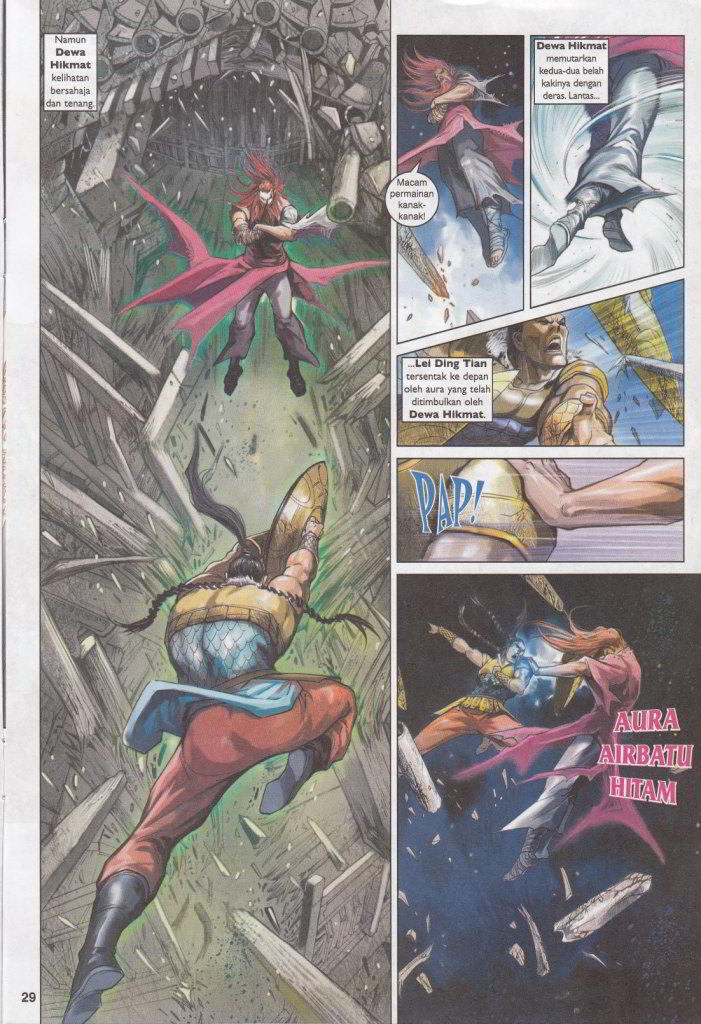 Namun
Dewa
Hikmat
kelihatan
bersahaja
dan tenang.
Macam
permainan
kanak-
kanak!
Dewa Hikmat
memutarkan
kedua-dua belah
kakinya dengan
deras. Lantas...
...Lei Ding Tian
tersentak ke depan
oleh aura yang telah
ditimbulkan oleh
Dewa Hikmat.
PAP!
AURA
AIRBATU
HITAM
29